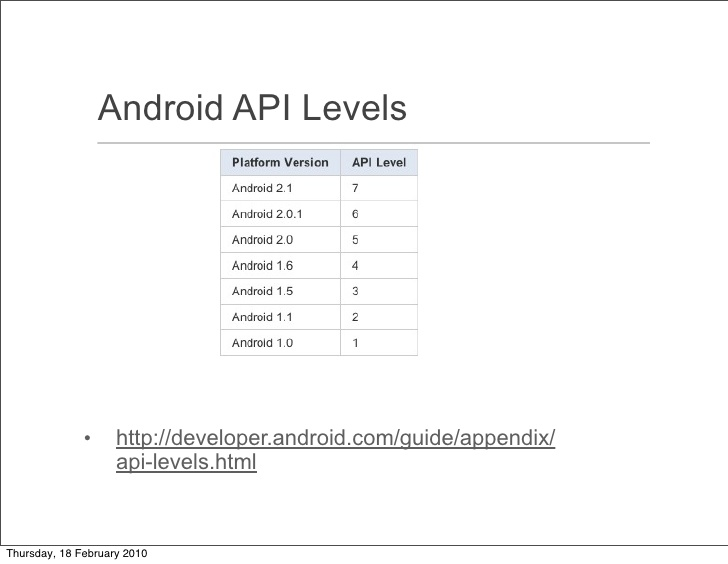 Android API Levels
Platform Version API Level
Android 2.1 7
Android 2.0.1 6
Android 2.0 5
Android 1.6 4
Android 1.5 3
Android 1.1 2
Android 1.0 1
• http://developer.android.com/guide/appendix/
api-levels.html
Thursday, 18 February 2010